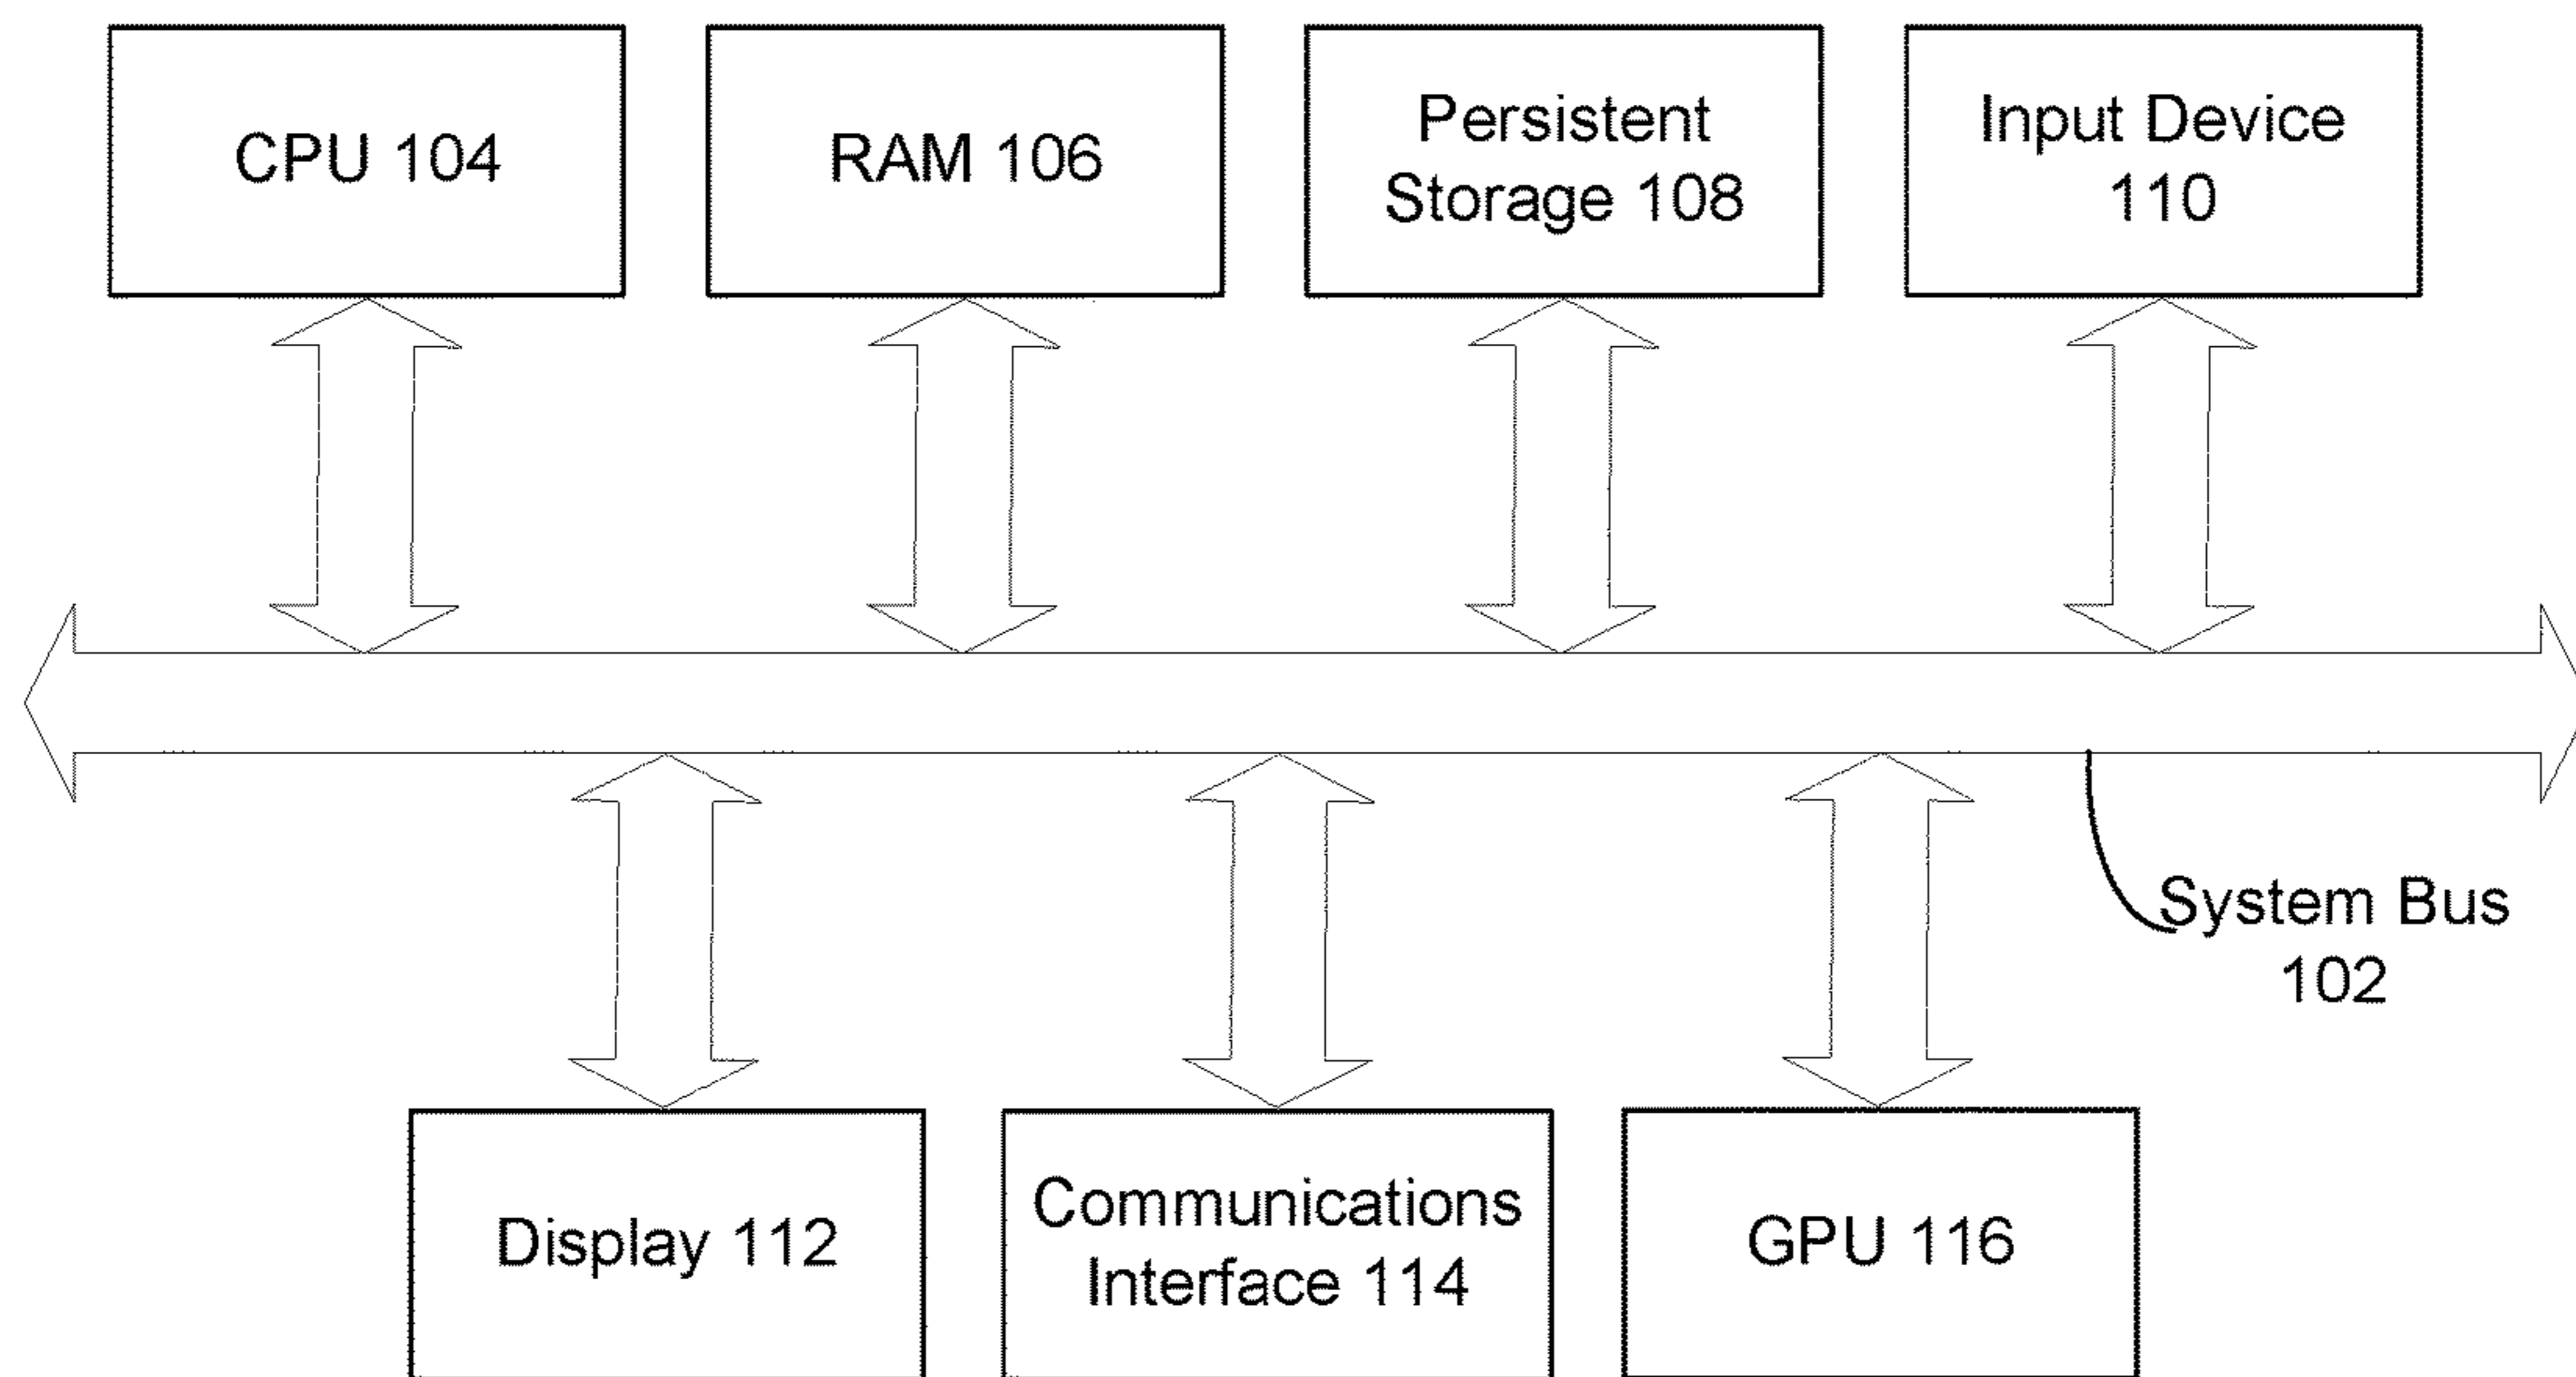 CPU 104
RAM 106
Persistent
Storage 108
Input Device
110
System Bus
102
Display 112
Communications
Interface 114
GPU 116